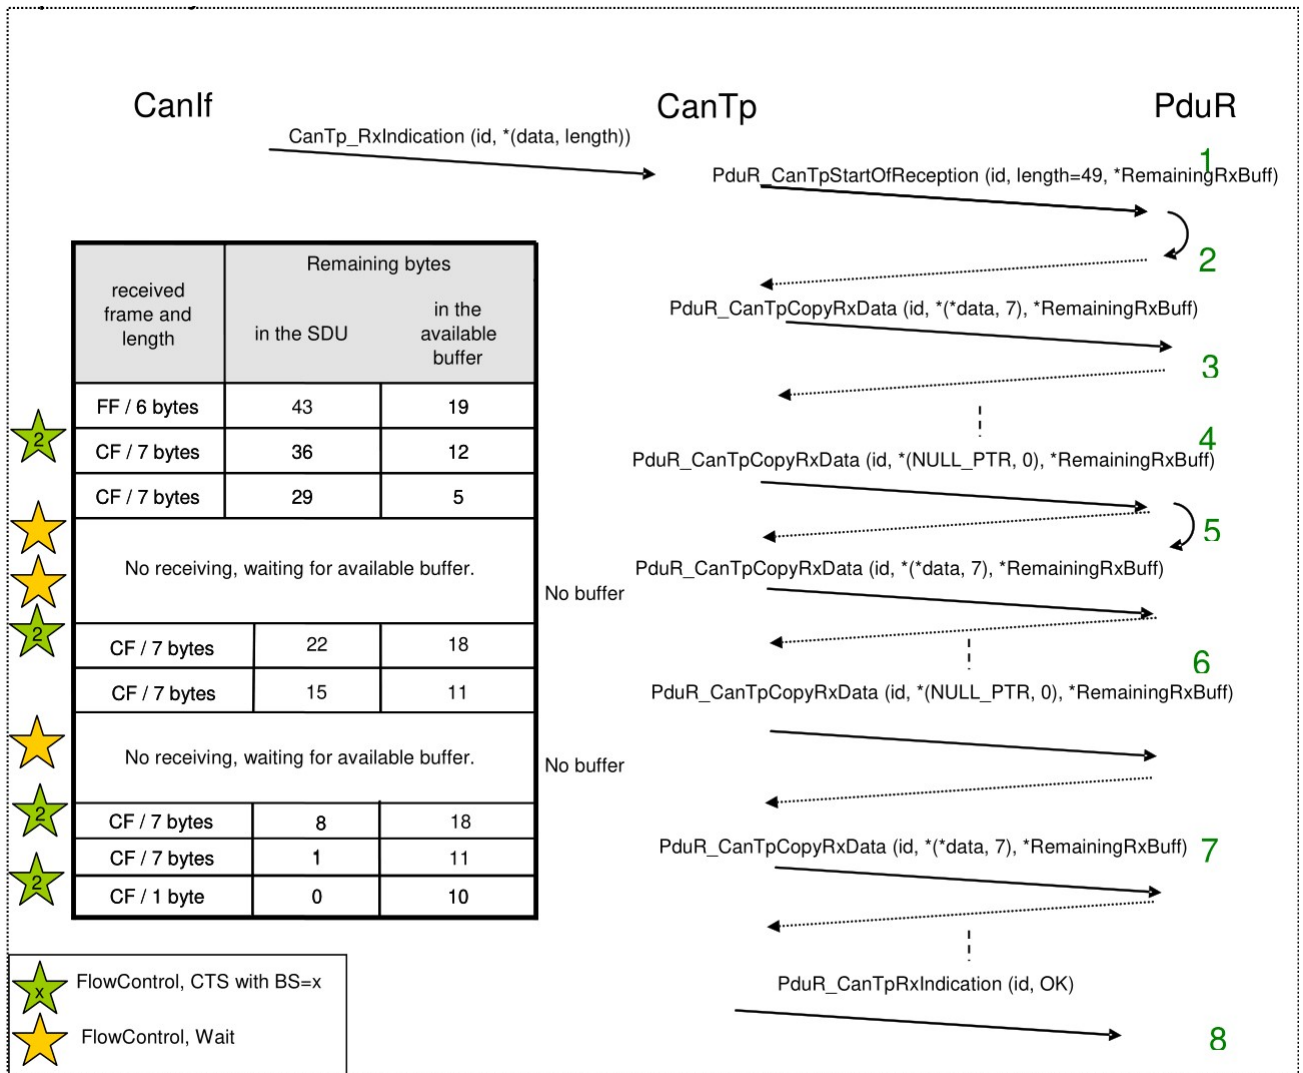 CanIf
CanTp
PduR
CanTp_RxIndication (id, *(data, length))
1
PduR_CanTpStartOfReception (id, length=49, *RemainingRxBuff)
2
PduR_CanTpCopyRxData (id, *(*data, 7), *RemainingRxBuff)
3
4
PduR_CanTpCopyRxData (id, *(NULL_PTR, 0), *RemainingRxBuff)
5
PduR_CanTpCopyRxData (id, *(*data, 7), *RemainingRxBuff)
6
PduR_CanTpCopyRxData (id, *(NULL_PTR, 0), *RemainingRxBuff)
PduR_CanTpCopyRxData (id, *(*data, 7), *RemainingRxBuff)
7
PduR_CanTpRxIndication (id, OK)
8
received
frame and
length
Remaining bytes
in the SDU
in the
available
buffer
FF / 6 bytes 43 19
2
CF / 7 bytes 36 12
CF / 7 bytes 29 5
No receiving, waiting for available buffer.
No buffer
2
CF / 7 bytes 22 18
CF / 7 bytes 15 11
No receiving, waiting for available buffer.
No buffer
2
CF / 7 bytes 8 18
CF / 7 bytes 1 11
2
CF / 1 byte 0 10
x
FlowControl, CTS with BS=x
FlowControl, Wait